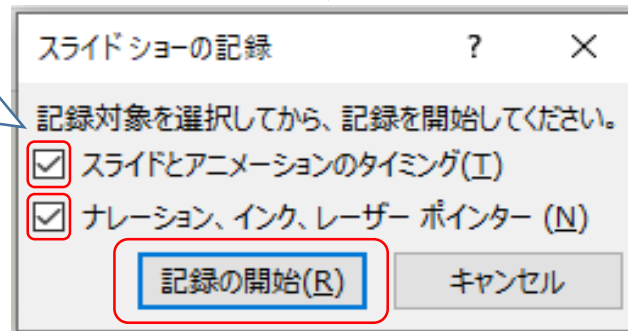 スライド ショーの記録 ? ×
記録対象を選択してから、記録を開始してください。
スライドとアニメーションのタイミング(T)
ナレーション、インク、レーザー ポインター (N)
記録の開始(R) キャンセル